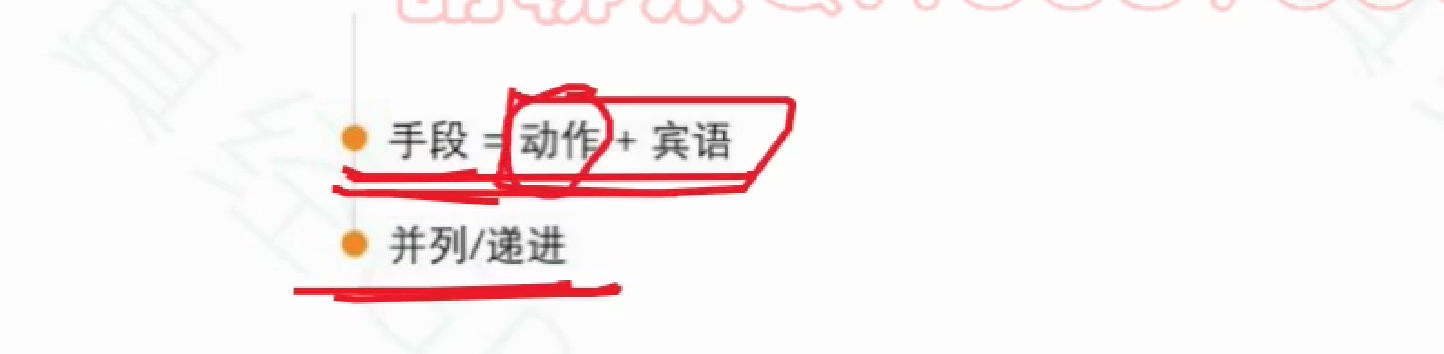 手段 = 动作 + 宾语
并列/递进